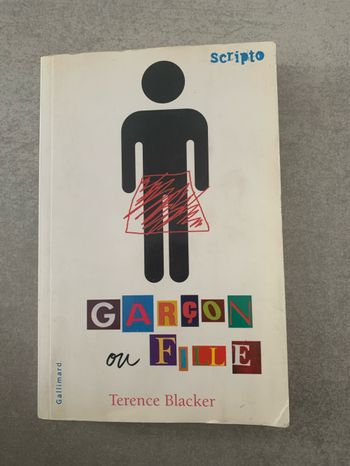 scripto
GARÇON
ou FILLE
Terence Blacker
Gallimard